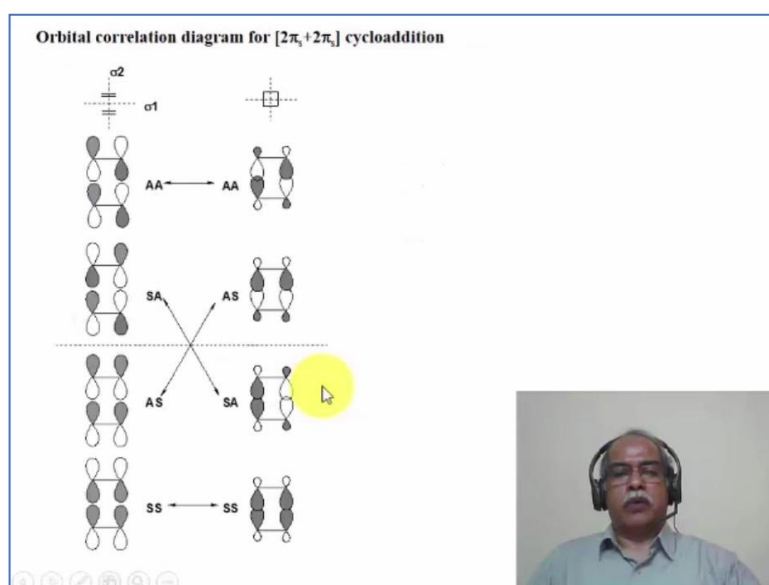 Orbital correlation diagram for [2πs+2πs] cycloaddition
σ2
σ1
AA AA
SA AS
AS SA
SS SS